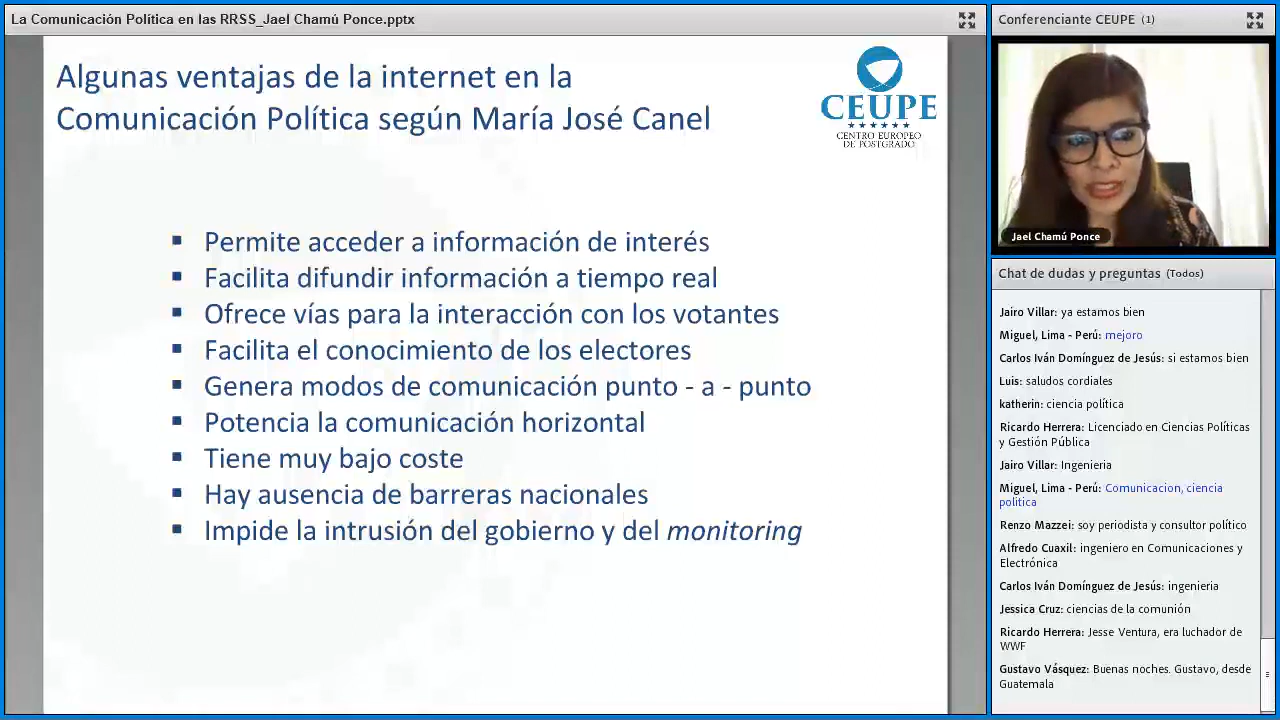 La Comunicación Política en las RRSS_Jael Chamú Ponce.pptx
Algunas ventajas de la internet en la
Comunicación Política según María José Canel
CEUPE
CENTRO EUROPEO
DE POSTGRADO
Permite acceder a información de interés
Facilita difundir información a tiempo real
Ofrece vías para la interacción con los votantes
Facilita el conocimiento de los electores
Genera modos de comunicación punto - a - punto
Potencia la comunicación horizontal
Tiene muy bajo coste
Hay ausencia de barreras nacionales
Impide la intrusión del gobierno y del monitoring
Conferenciante CEUPE (1)
Jael Chamú Ponce
Chat de dudas y preguntas (Todos)
Jairo Villar: ya estamos bien
Miguel, Lima - Perú: mejoro
Carlos Iván Domínguez de Jesús: si estamos bien
Luis: saludos cordiales
katherin: ciencia política
Ricardo Herrera: Licenciado en Ciencias Políticas
y Gestión Pública
Jairo Villar: Ingenieria
Miguel, Lima - Perú: Comunicacion, ciencia
politica
Renzo Mazzei: soy periodista y consultor político
Alfredo Cuaxil: ingeniero en Comunicaciones y
Electrónica
Carlos Iván Domínguez de Jesús: ingenieria
Jessica Cruz: ciencias de la comunión
Ricardo Herrera: Jesse Ventura, era luchador de
WWF
Gustavo Vásquez: Buenas noches. Gustavo, desde
Guatemala